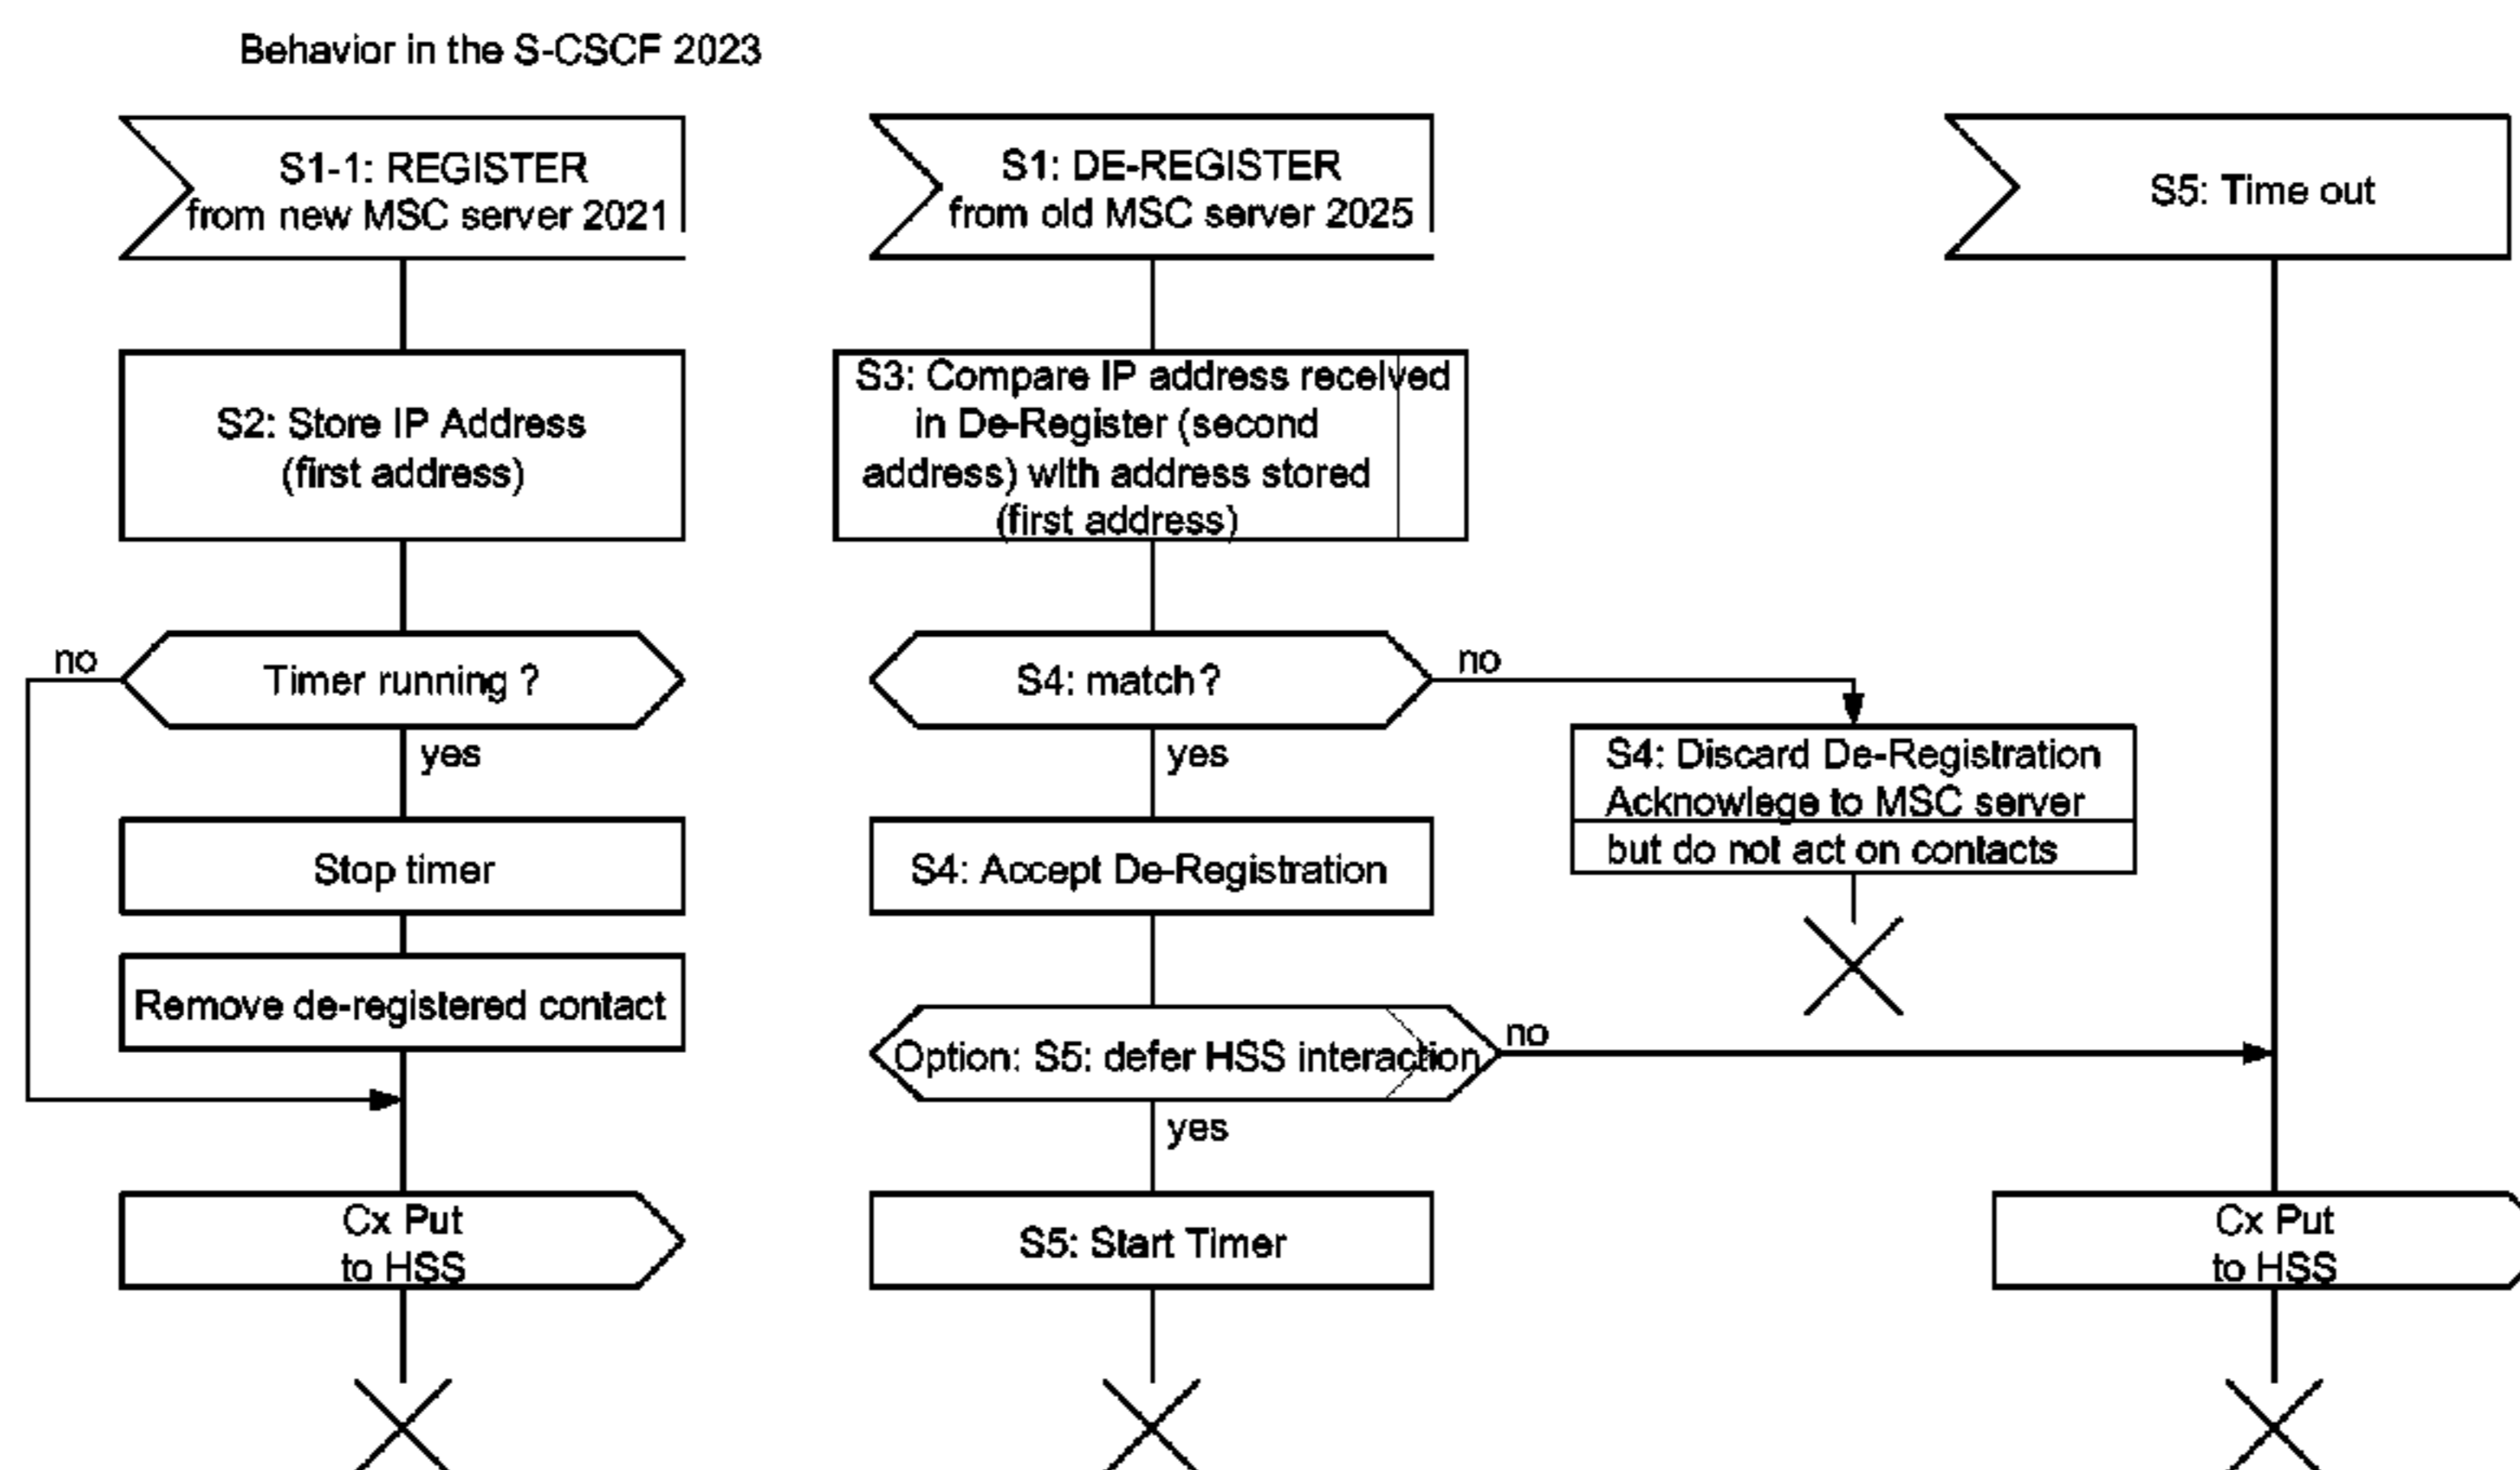 Behavior in the S-CSCF 2023
S1-1: REGISTER
from new MSC server 2021
S2: Store IP Address
(first address)
no
Timer running ?
yes
Stop timer
Remove de-registered contact
Cx Put
to HSS
S1: DE-REGISTER
from old MSC server 2025
S3: Compare IP address received
in De-Register (second
address) with address stored
(first address)
S4: match?
no
yes
S4: Discard De-Registration
Acknowlege to MSC server
but do not act on contacts
S4: Accept De-Registration
Option: S5: defer HSS interaction
no
yes
S5: Start Timer
S5: Time out
Cx Put
to HSS